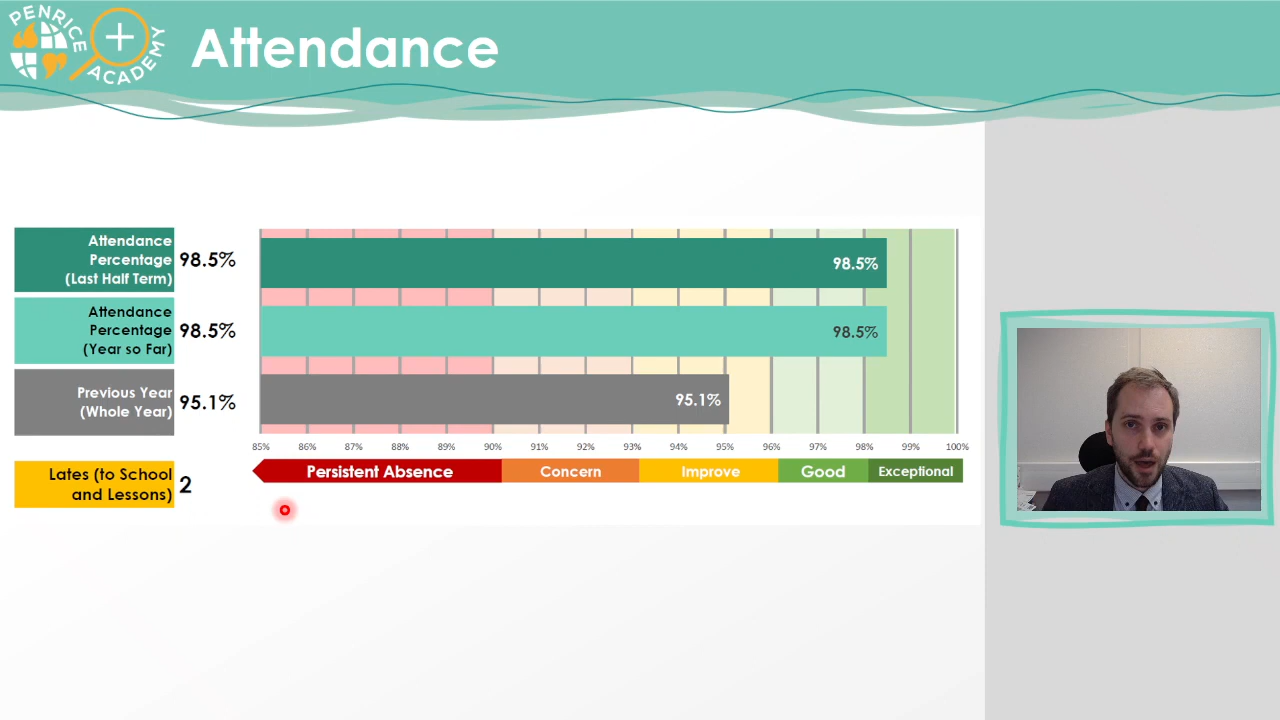 PENRICE
ACADEMY
Attendance
Attendance
Percentage
(Last Half Term)
98.5%
98.5%
Attendance
Percentage
(Year so Far)
98.5%
98.5%
Previous Year
(Whole Year)
95.1%
95.1%
85% 86% 87% 88% 89% 90% 91% 92% 93% 94% 95% 96% 97% 98% 99% 100%
Persistent Absence Concern Improve Good Exceptional
Lates (to School
and Lessons)
2